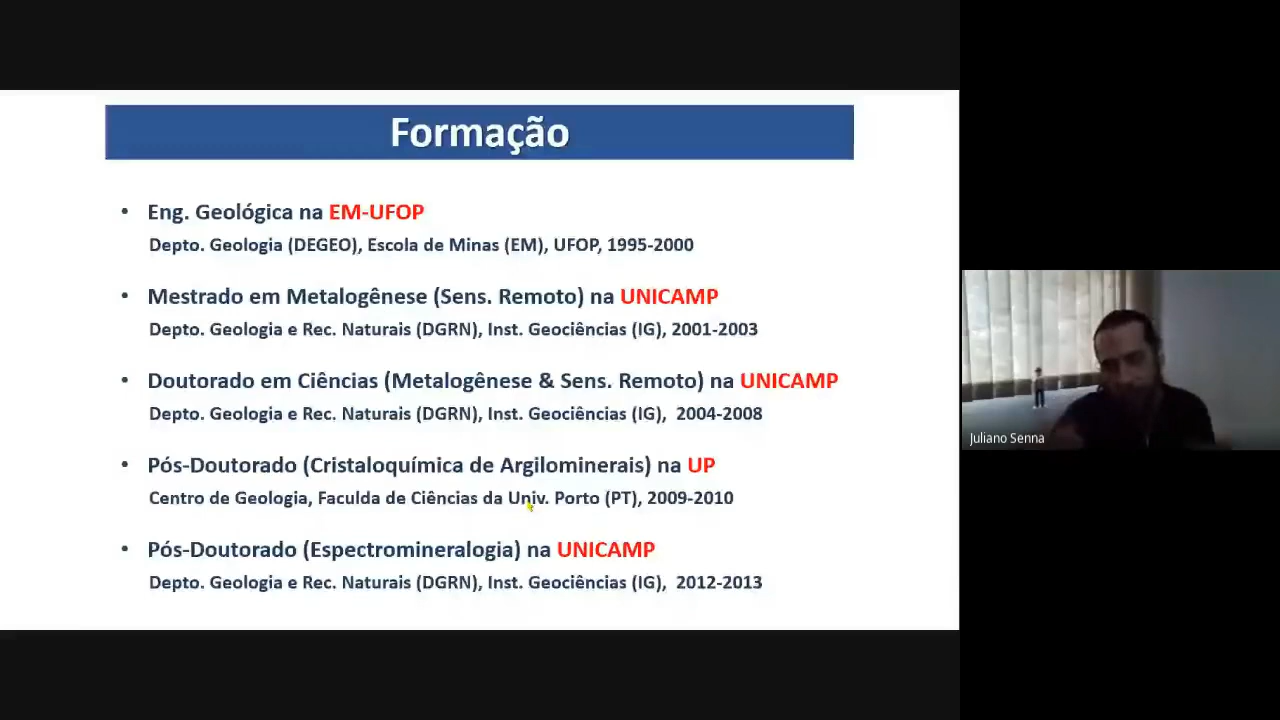 Formação
• Eng. Geológica na EM-UFOP
Depto. Geologia (DEGEO), Escola de Minas (EM), UFOP, 1995-2000
• Mestrado em Metalogênese (Sens. Remoto) na UNICAMP
Depto. Geologia e Rec. Naturais (DGRN), Inst. Geociências (IG), 2001-2003
• Doutorado em Ciências (Metalogênese & Sens. Remoto) na UNICAMP
Depto. Geologia e Rec. Naturais (DGRN), Inst. Geociências (IG), 2004-2008
• Pós-Doutorado (Cristaloquímica de Argilominerais) na UP
Centro de Geologia, Faculda de Ciências da Univ. Porto (PT), 2009-2010
• Pós-Doutorado (Espectromineralogia) na UNICAMP
Depto. Geologia e Rec. Naturais (DGRN), Inst. Geociências (IG), 2012-2013
Juliano Senna